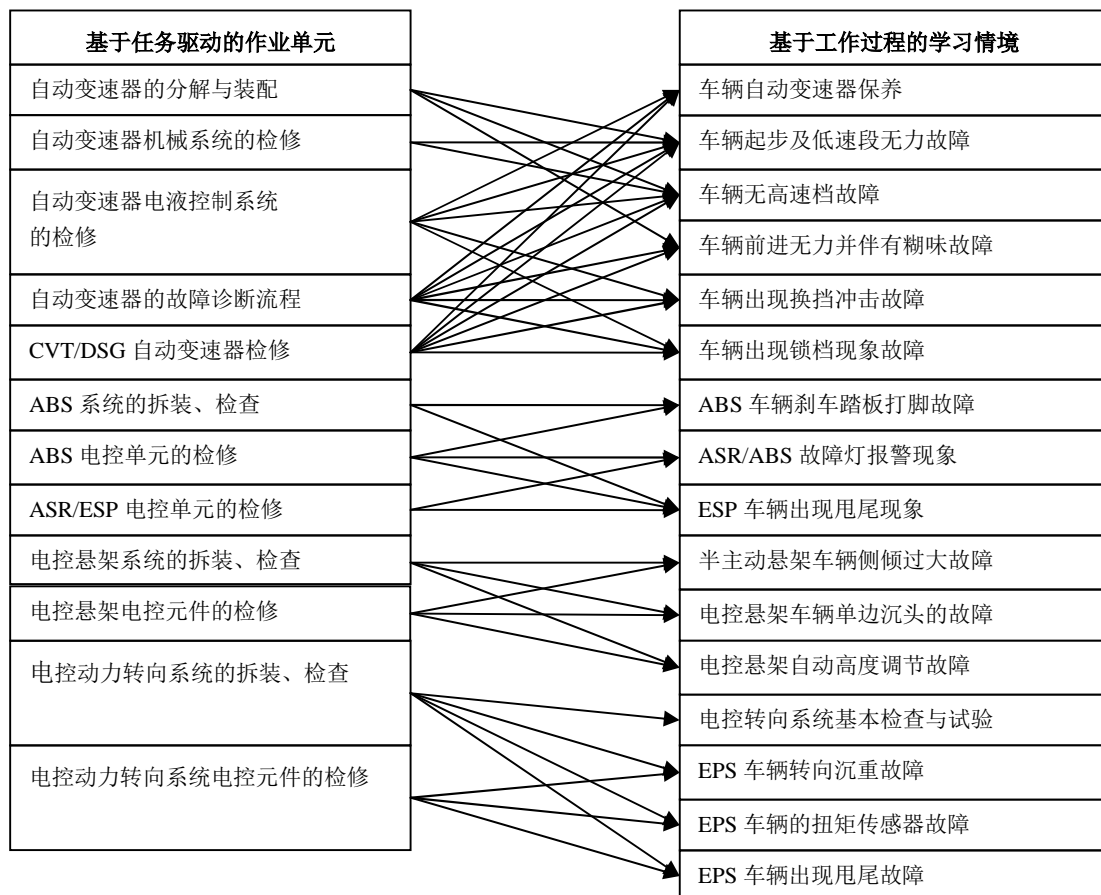 基于任务驱动的作业单元
自动变速器的分解与装配
自动变速器机械系统的检修
自动变速器电液控制系统
的检修
自动变速器的故障诊断流程
CVT/DSG 自动变速器检修
ABS 系统的拆装、检查
ABS 电控单元的检修
ASR/ESP 电控单元的检修
电控悬架系统的拆装、检查
电控悬架电控元件的检修
电控动力转向系统的拆装、检查
电控动力转向系统电控元件的检修
基于工作过程的学习情境
车辆自动变速器保养
车辆起步及低速段无力故障
车辆无高速档故障
车辆前进无力并伴有糊味故障
车辆出现换挡冲击故障
车辆出现锁档现象故障
ABS 车辆刹车踏板打脚故障
ASR/ABS 故障灯报警现象
ESP 车辆出现甩尾现象
半主动悬架车辆侧倾过大故障
电控悬架车辆单边沉头的故障
电控悬架自动高度调节故障
电控转向系统基本检查与试验
EPS 车辆转向沉重故障
EPS 车辆的扭矩传感器故障
EPS 车辆出现甩尾故障